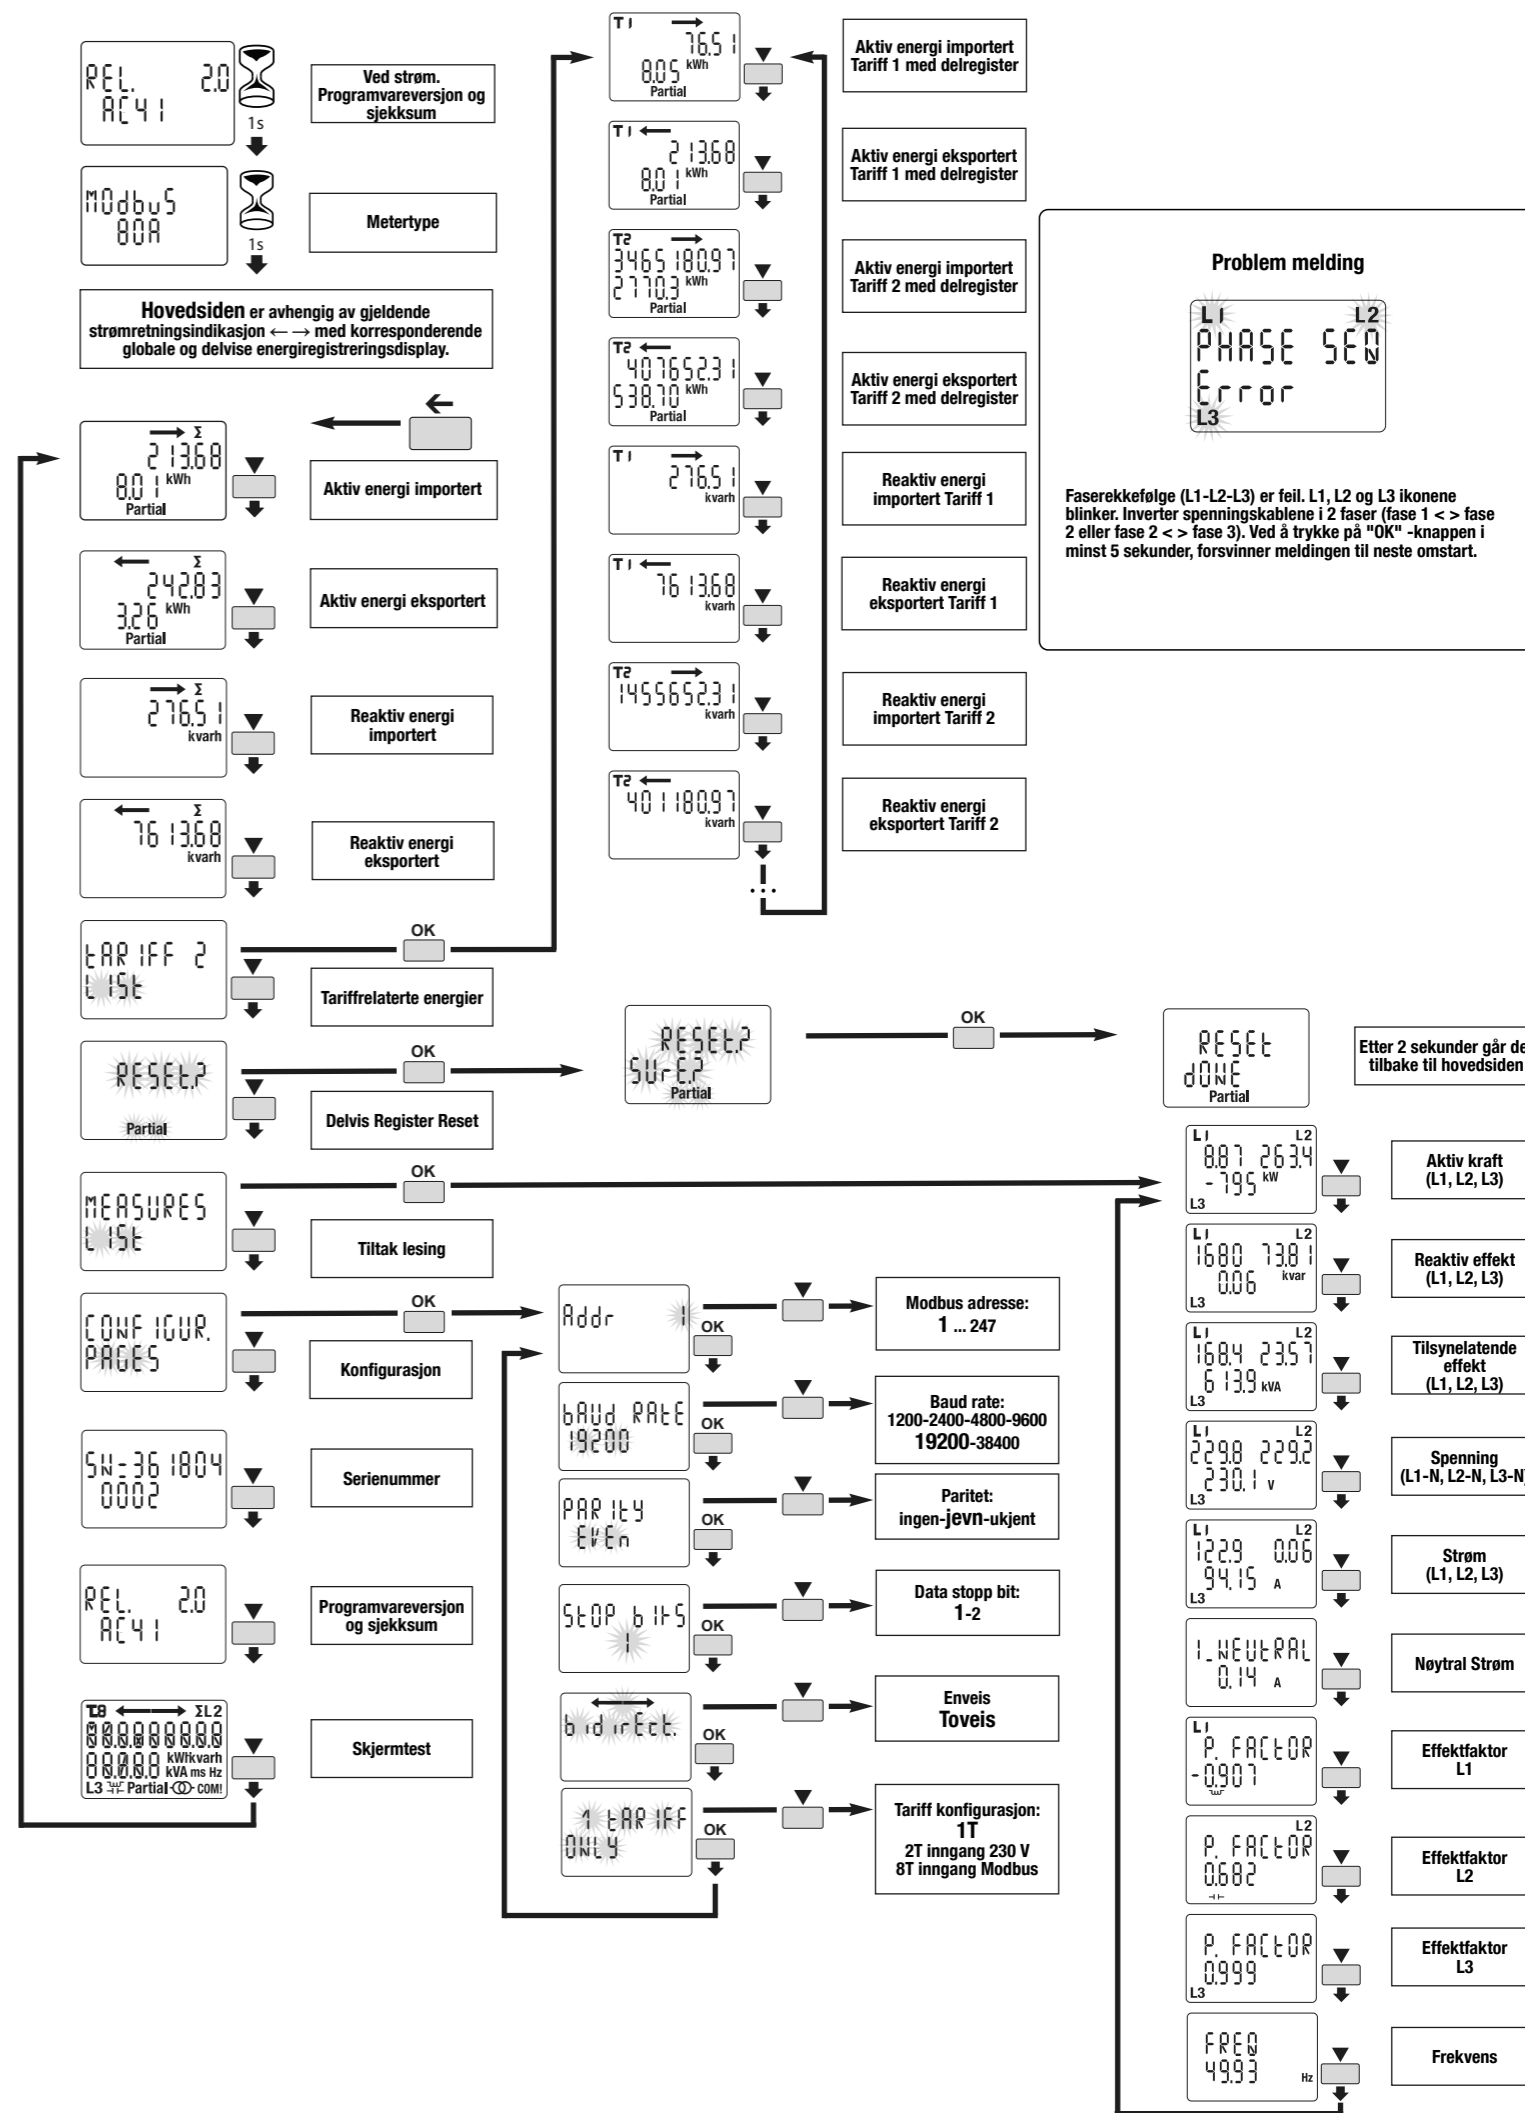 REL. 2.0
AC41
1s
Ved strøm.
Programvareversjon og
sjekksum
MOdbuS
80A
1s
Metertype
Hovedsiden er avhengig av gjeldende
strømretningsindikasjon ←→ med korresponderende
globale og delvise energiregistreringsdisplay.
←
→ Σ
213.68
8.01 kWh
Partial
Aktiv energi importert
← Σ
242.83
3.26 kWh
Partial
Aktiv energi eksportert
→ Σ
276.51
kvarh
Reaktiv energi
importert
← Σ
7613.68
kvarh
Reaktiv energi
eksportert
tARIFF 2
LISt
OK
Tariffrelaterte energier
RESEt.?
Partial
OK
Delvis Register Reset
RESEt.?
SUrE.?
Partial
OK
RESEt
dONE
Partial
Etter 2 sekunder går de
tilbake til hovedsiden
MEASURES
LISt
OK
Tiltak lesing
CONFIGUR.
PAGES
OK
Konfigurasjon
SN-361804
0002
Serienummer
REL. 2.0
AC41
Programvareversjon
og sjekksum
T8 ←→ ΣL2
kWhkvarh
kVA ms Hz
L3 Partial COM!
Skjermtest
T1 →
76.51
8.05 kWh
Partial
Aktiv energi importert
Tariff 1 med delregister
T1 ←
213.68
8.01 kWh
Partial
Aktiv energi eksportert
Tariff 1 med delregister
T2 →
3465180.97
2770.3 kWh
Partial
Aktiv energi importert
Tariff 2 med delregister
T2 ←
407652.31
538.70 kWh
Partial
Aktiv energi eksportert
Tariff 2 med delregister
T1 →
276.51
kvarh
Reaktiv energi
importert Tariff 1
T1 ←
7613.68
kvarh
Reaktiv energi
eksportert Tariff 1
T2 →
1455652.31
kvarh
Reaktiv energi
importert Tariff 2
T2 ←
401180.97
kvarh
Reaktiv energi
eksportert Tariff 2
...
Problem melding
L1 L2
PHASE SEQ
Error
L3
Faserekkefølge (L1-L2-L3) er feil. L1, L2 og L3 ikonene
blinker. Inverter spenningskablene i 2 faser (fase 1 < > fase
2 eller fase 2 < > fase 3). Ved å trykke på "OK" -knappen i
minst 5 sekunder, forsvinner meldingen til neste omstart.
Addr 1
OK
Modbus adresse:
1 ... 247
bAUd RAtE
19200
OK
Baud rate:
1200-2400-4800-9600
19200-38400
PARItY
EVEn
OK
Paritet:
ingen-jevn-ukjent
StOP bItS
1
OK
Data stopp bit:
1-2
←→
bidirEct.
OK
Enveis
Toveis
1 tARIFF
ONLY
OK
Tariff konfigurasjon:
1T
2T inngang 230 V
8T inngang Modbus
L1 L2
8.87 263.4
-795 kW
L3
Aktiv kraft
(L1, L2, L3)
L1 L2
1680 73.81
0.06 kvar
L3
Reaktiv effekt
(L1, L2, L3)
L1 L2
168.4 23.57
613.9 kVA
L3
Tilsynelatende
effekt
(L1, L2, L3)
L1 L2
229.8 229.2
230.1 V
L3
Spenning
(L1-N, L2-N, L3-N)
L1 L2
122.9 0.06
94.15 A
L3
Strøm
(L1, L2, L3)
I_NEUtRAL
0.14 A
Nøytral Strøm
L1
P. FACtOR
-0.907
Effektfaktor
L1
L2
P. FACtOR
0.682
Effektfaktor
L2
P. FACtOR
0.999
L3
Effektfaktor
L3
FREQ
49.93
Hz
Frekvens